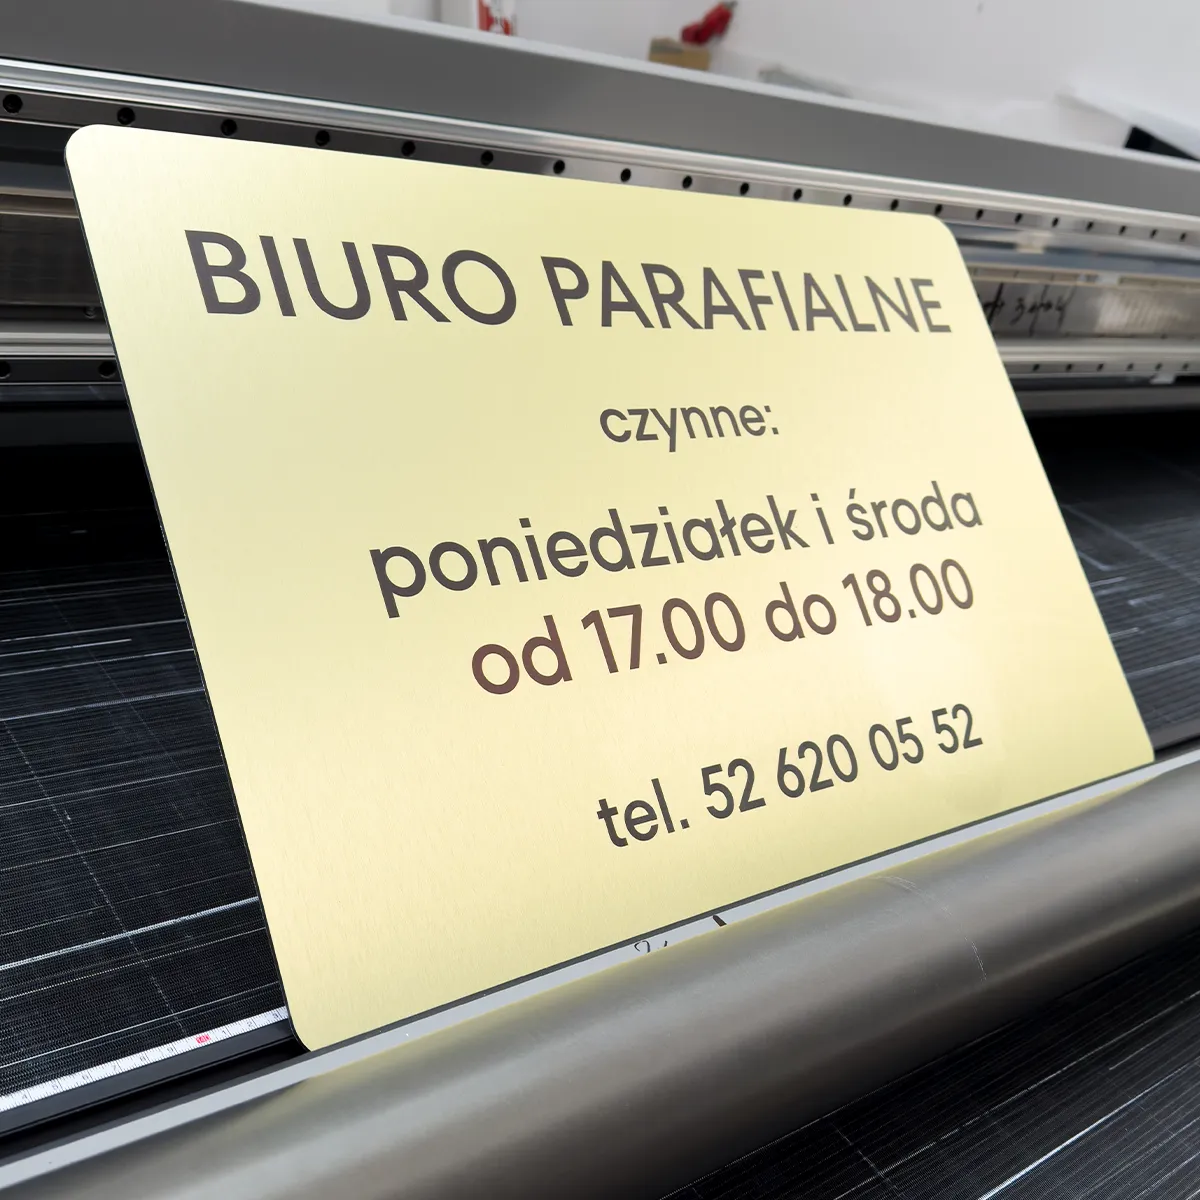 BIURO PARAFIALNE
czynne:
poniedziałek i środa
od 17.00 do 18.00
tel. 52 620 05 52